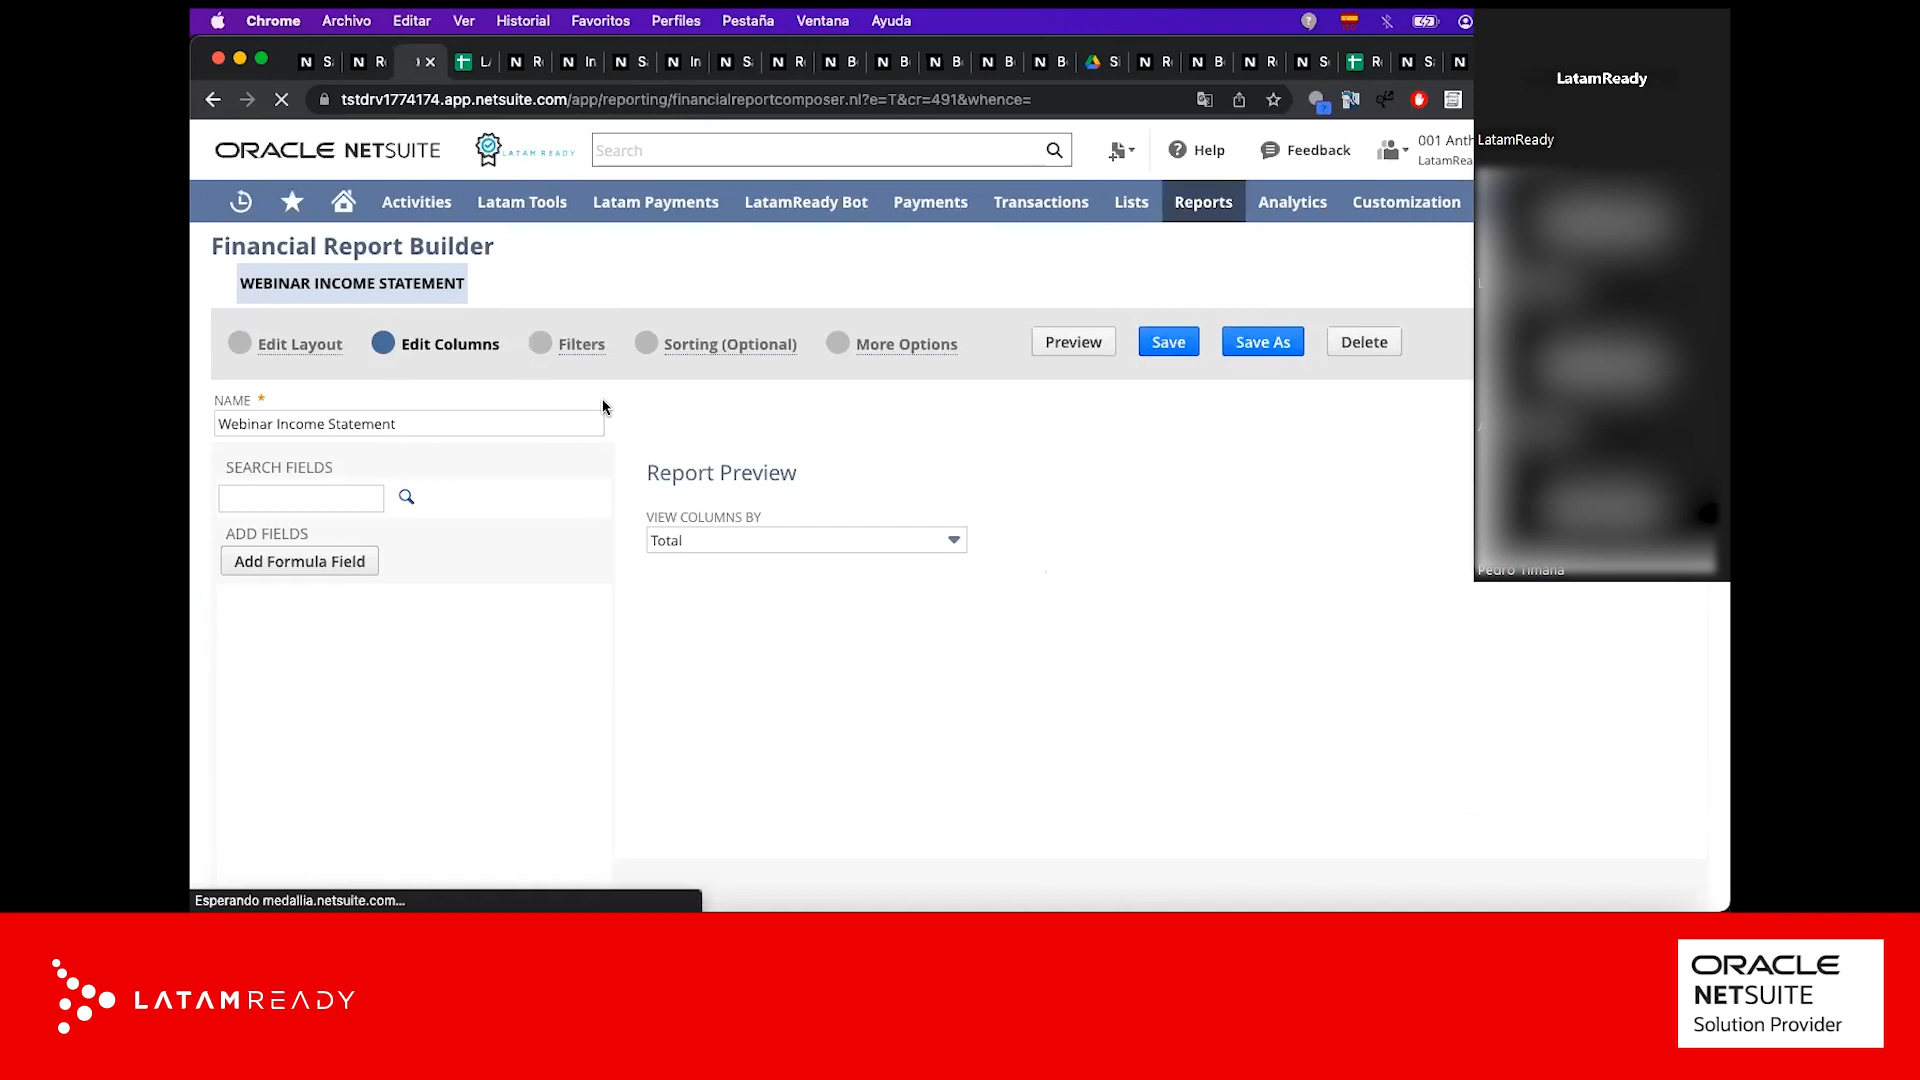 Chrome Archivo Editar Ver Historial Favoritos Perfiles Pestaña Ventana Ayuda
tstdrv1774174.app.netsuite.com/app/reporting/financialreportcomposer.nl?e=T&cr=491&whence=
LatamReady
ORACLE NETSUITE LATAM READY Search Help Feedback 001 Anth
LatamRea
LatamReady
Activities Latam Tools Latam Payments LatamReady Bot Payments Transactions Lists Reports Analytics Customization
Financial Report Builder
WEBINAR INCOME STATEMENT
Edit Layout Edit Columns Filters Sorting (Optional) More Options Preview Save Save As Delete
NAME *
Webinar Income Statement
SEARCH FIELDS
ADD FIELDS
Add Formula Field
Report Preview
VIEW COLUMNS BY
Total
Pedro Timana
Esperando medallia.netsuite.com...
LATAMREADY
ORACLE
NETSUITE
Solution Provider